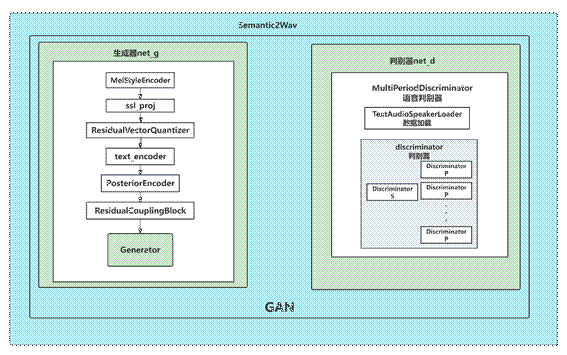 Semantic2Wav
生成器net_g
MelStyleEncoder
ssl_proj
ResidualVectorQuantizer
text_encoder
PosteriorEncoder
ResidualCouplingBlock
Generator
判别器net_d
MultiPeriodDiscriminator
语音判别器
TextAudioSpeakerLoader
数据加载
discriminator
判别器
Discriminator
P
Discriminator
S
Discriminator
P
Discriminator
P
GAN